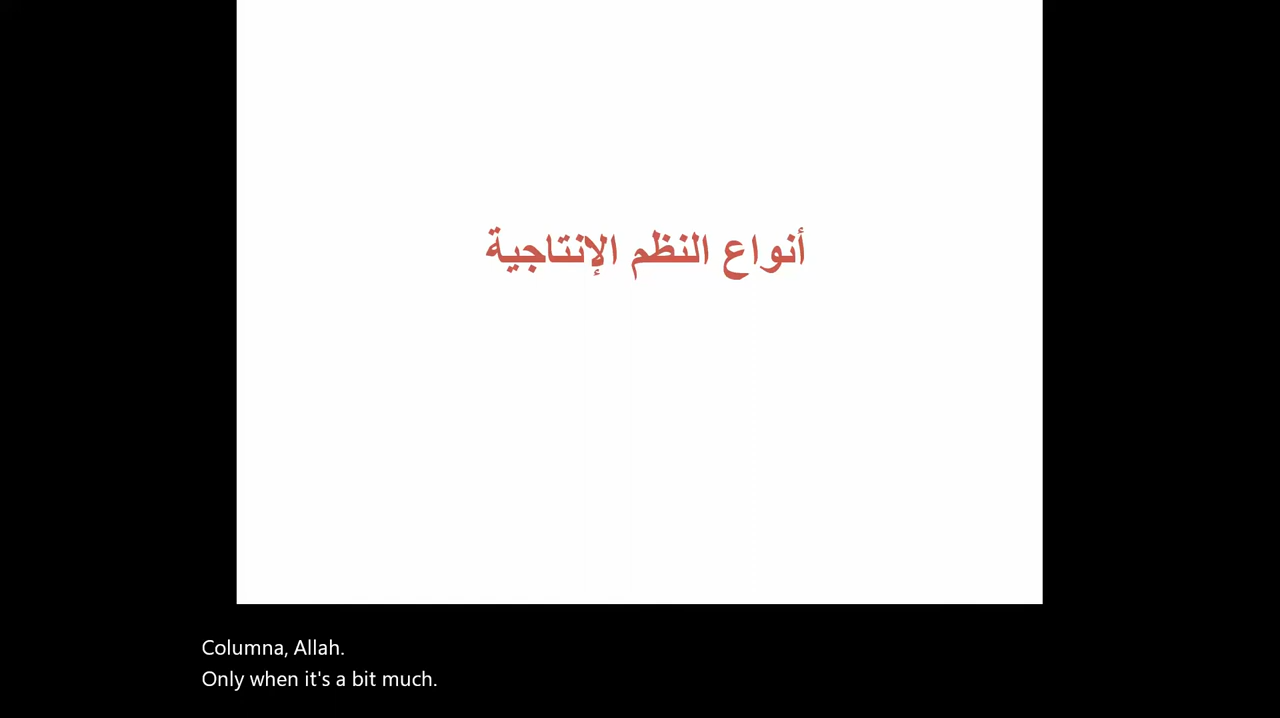 أنواع النظم الإنتاجية
Columna, Allah.
Only when it's a bit much.